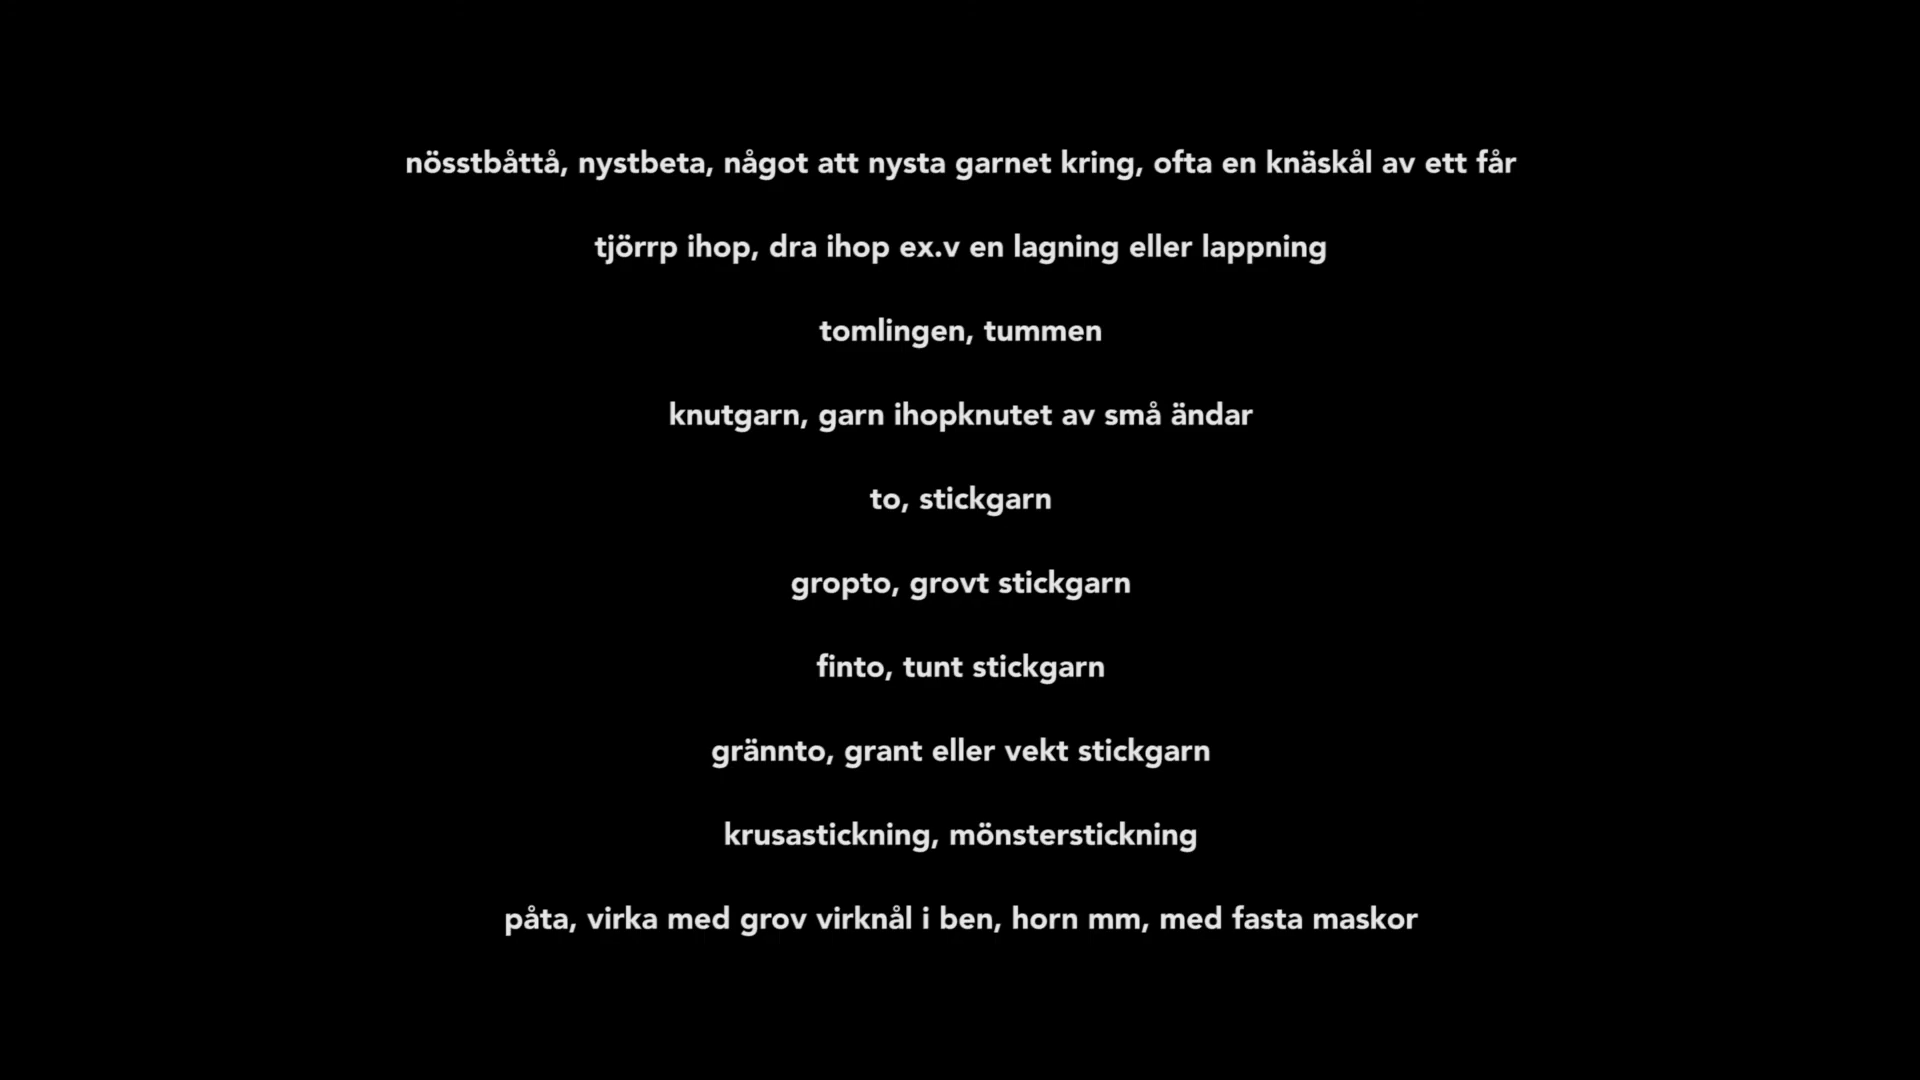 nösstbåttå, nystbeta, något att nysta garnet kring, ofta en knäskål av ett får
tjörrp ihop, dra ihop ex.v en lagning eller lappning
tomlingen, tummen
knutgarn, garn ihopknutet av små ändar
to, stickgarn
gropto, grovt stickgarn
finto, tunt stickgarn
grännto, grant eller vekt stickgarn
krusastickning, mönsterstickning
påta, virka med grov virknål i ben, horn mm, med fasta maskor